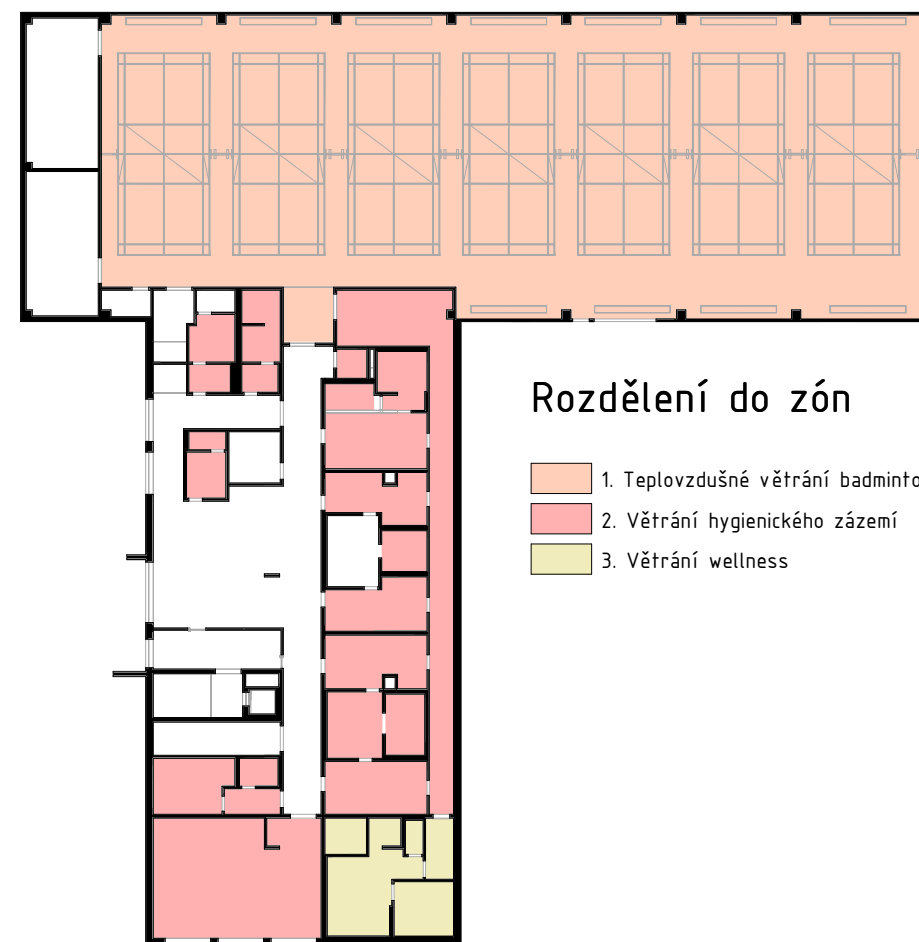 Rozdělení do zón
1. Teplovzdušné větrání badminto
2. Větrání hygienického zázemí
3. Větrání wellness